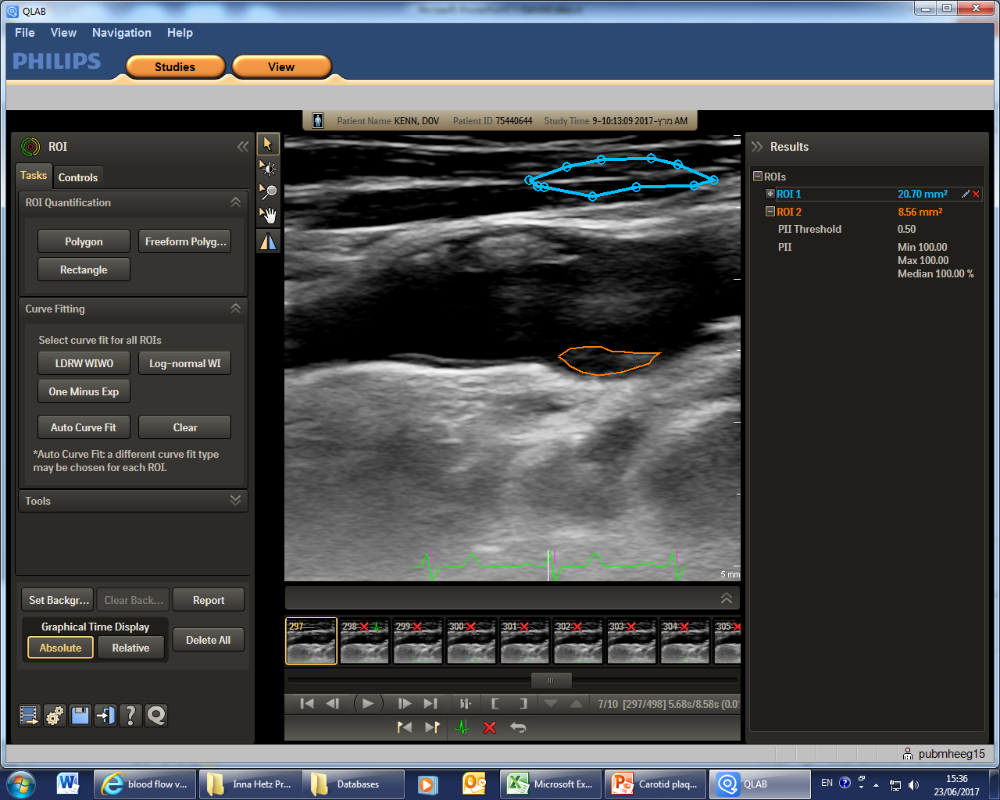 QLAB
File View Navigation Help
PHILIPS
Studies View
Patient Name KENN, DOV Patient ID 75440644 Study Time 9-מרץ-2017 10:13:09 AM
ROI
Tasks Controls
ROI Quantification
Polygon Freeform Polyg...
Rectangle
Curve Fitting
Select curve fit for all ROIs
LDRW WIWO Log-normal WI
One Minus Exp
Auto Curve Fit Clear
*Auto Curve Fit: a different curve fit type
may be chosen for each ROI.
Tools
Set Backgr... Clear Back... Report
Graphical Time Display
Absolute Relative
Delete All
5 mm
297 298 299 300 301 302 303 304 305
7/10 [297/498] 5.68s/8.58s (0.0
Results
ROIs
ROI 1 20.70 mm²
ROI 2 8.56 mm²
PII Threshold 0.50
PII Min 100.00
Max 100.00
Median 100.00 %
pubmheeg15
blood flow v... Inna Hetz Pr... Databases Microsoft Ex... Carotid plaq... QLAB
EN
15:36
23/06/2017